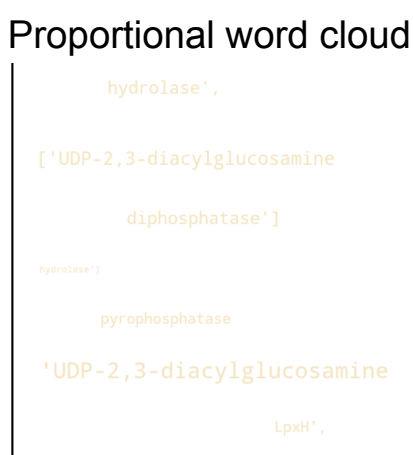 Proportional word cloud
hydrolase',
['UDP-2,3-diacylglucosamine
diphosphatase']
hydrolase']
pyrophosphatase
'UDP-2,3-diacylglucosamine
LpxH',